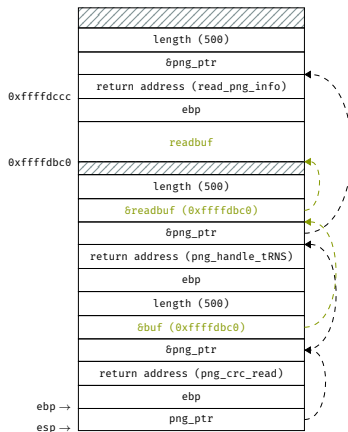 length (500)
&png_ptr
return address (read_png_info)
0xffffdccc
ebp
readbuf
0xffffdbc0
length (500)
&readbuf (0xffffdbc0)
&png_ptr
return address (png_handle_tRNS)
ebp
length (500)
&buf (0xffffdbc0)
&png_ptr
return address (png_crc_read)
ebp
ebp →
png_ptr
esp →